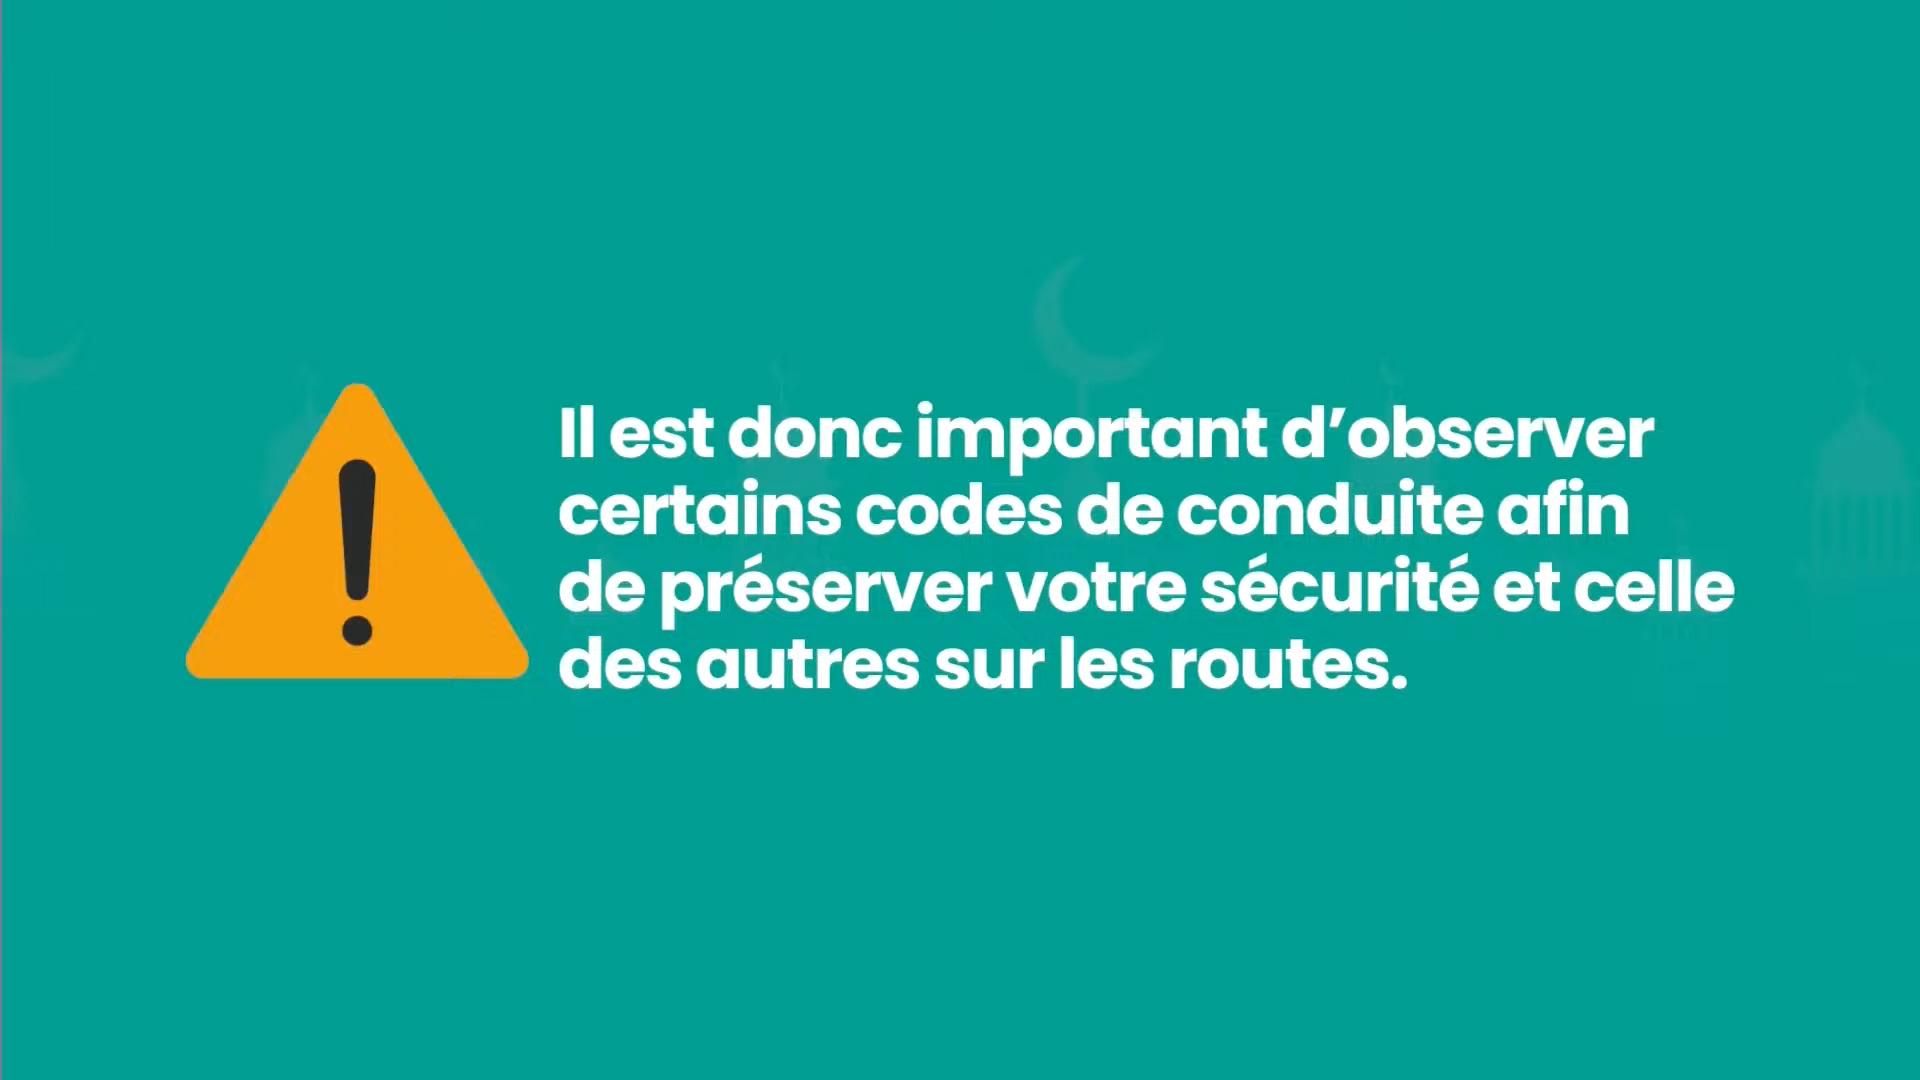 Il est donc important d’observer
certains codes de conduite afin
de préserver votre sécurité et celle
des autres sur les routes.